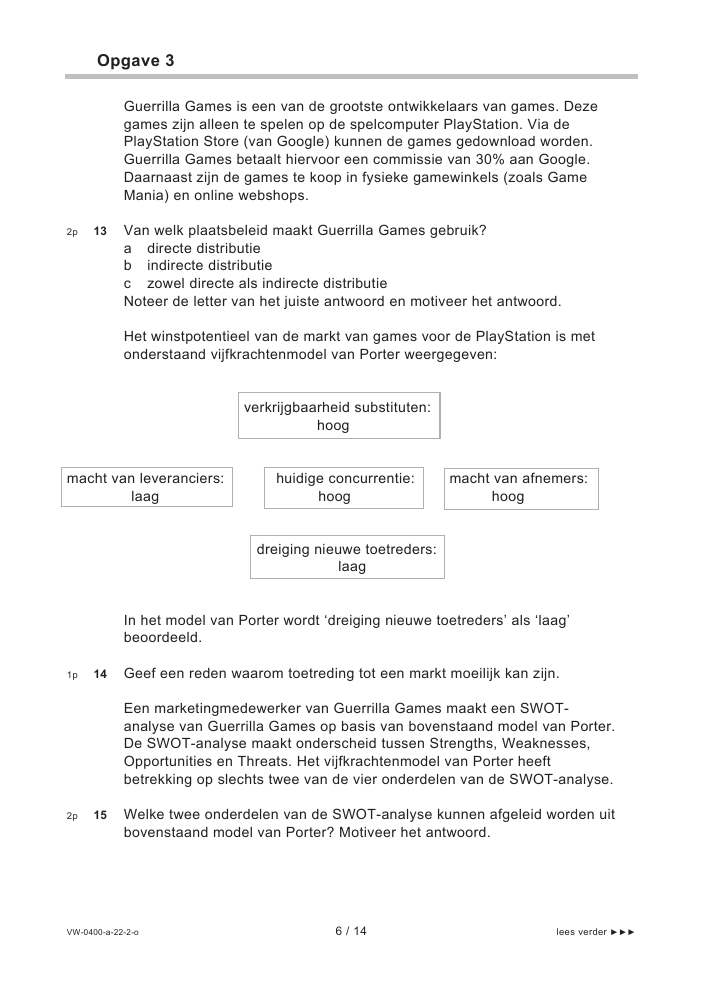 Opgave 3
Guerrilla Games is een van de grootste ontwikkelaars van games. Deze
games zijn alleen te spelen op de spelcomputer PlayStation. Via de
PlayStation Store (van Google) kunnen de games gedownload worden.
Guerrilla Games betaalt hiervoor een commissie van 30% aan Google.
Daarnaast zijn de games te koop in fysieke gamewinkels (zoals Game
Mania) en online webshops.
2p 13 Van welk plaatsbeleid maakt Guerrilla Games gebruik?
a directe distributie
b indirecte distributie
c zowel directe als indirecte distributie
Noteer de letter van het juiste antwoord en motiveer het antwoord.
Het winstpotentieel van de markt van games voor de PlayStation is met
onderstaand vijfkrachtenmodel van Porter weergegeven:
verkrijgbaarheid substituten:
hoog
macht van leveranciers:
laag
huidige concurrentie:
hoog
macht van afnemers:
hoog
dreiging nieuwe toetreders:
laag
In het model van Porter wordt ‘dreiging nieuwe toetreders’ als ‘laag’
beoordeeld.
1p 14 Geef een reden waarom toetreding tot een markt moeilijk kan zijn.
Een marketingmedewerker van Guerrilla Games maakt een SWOT-
analyse van Guerrilla Games op basis van bovenstaand model van Porter.
De SWOT-analyse maakt onderscheid tussen Strengths, Weaknesses,
Opportunities en Threats. Het vijfkrachtenmodel van Porter heeft
betrekking op slechts twee van de vier onderdelen van de SWOT-analyse.
2p 15 Welke twee onderdelen van de SWOT-analyse kunnen afgeleid worden uit
bovenstaand model van Porter? Motiveer het antwoord.
VW-0400-a-22-2-o 6 / 14 lees verder ►►►